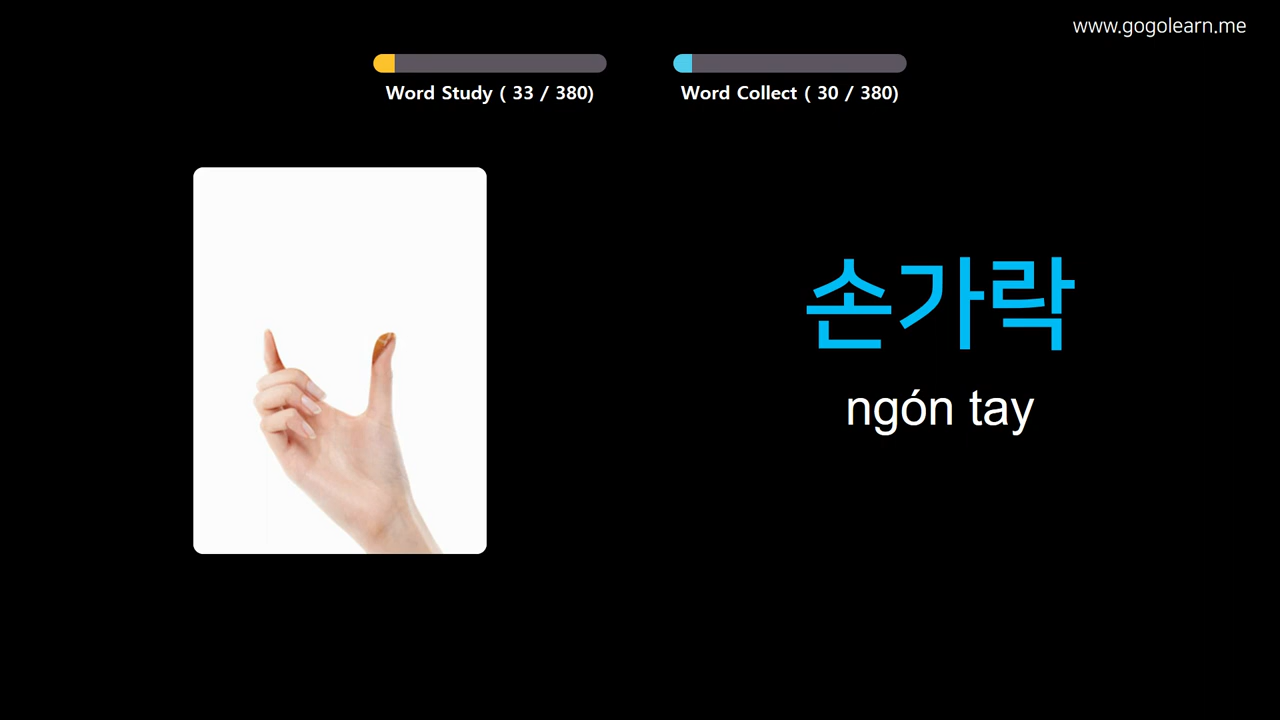 www.gogolearn.me
Word Study ( 33 / 380)
Word Collect ( 30 / 380)
손가락
ngón tay